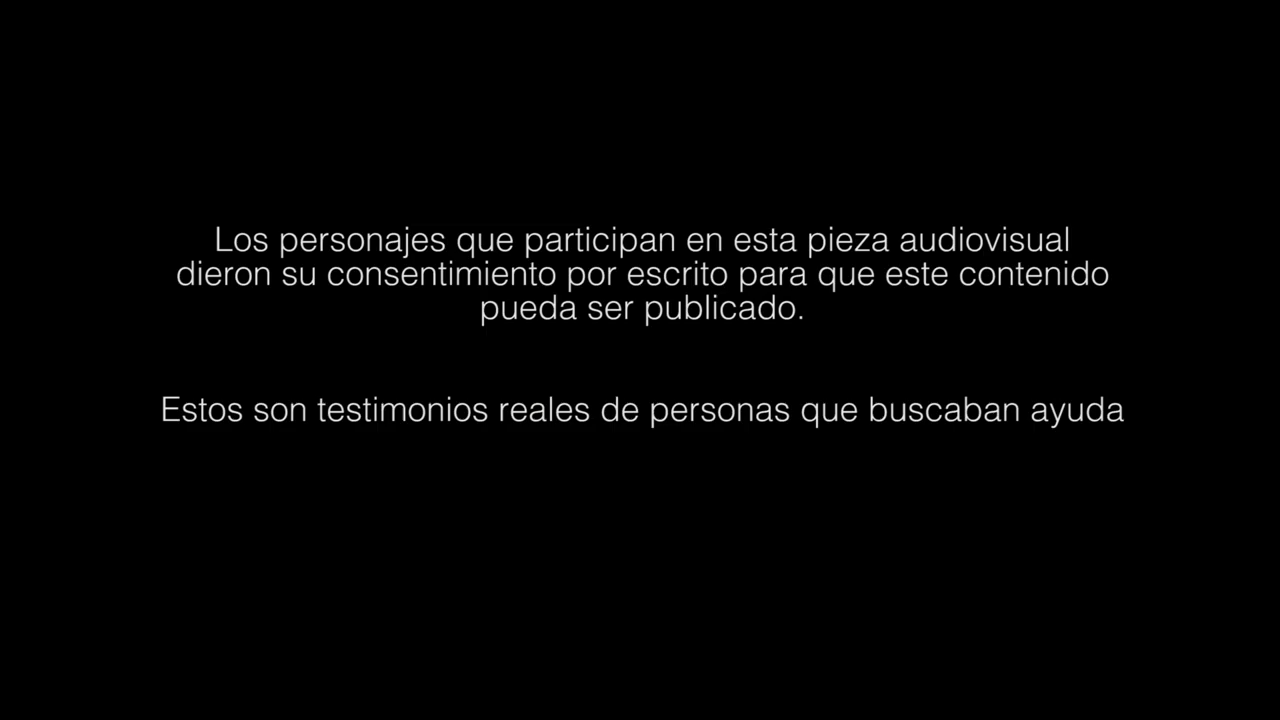 Los personajes que participan en esta pieza audiovisual
dieron su consentimiento por escrito para que este contenido
pueda ser publicado.
Estos son testimonios reales de personas que buscaban ayuda